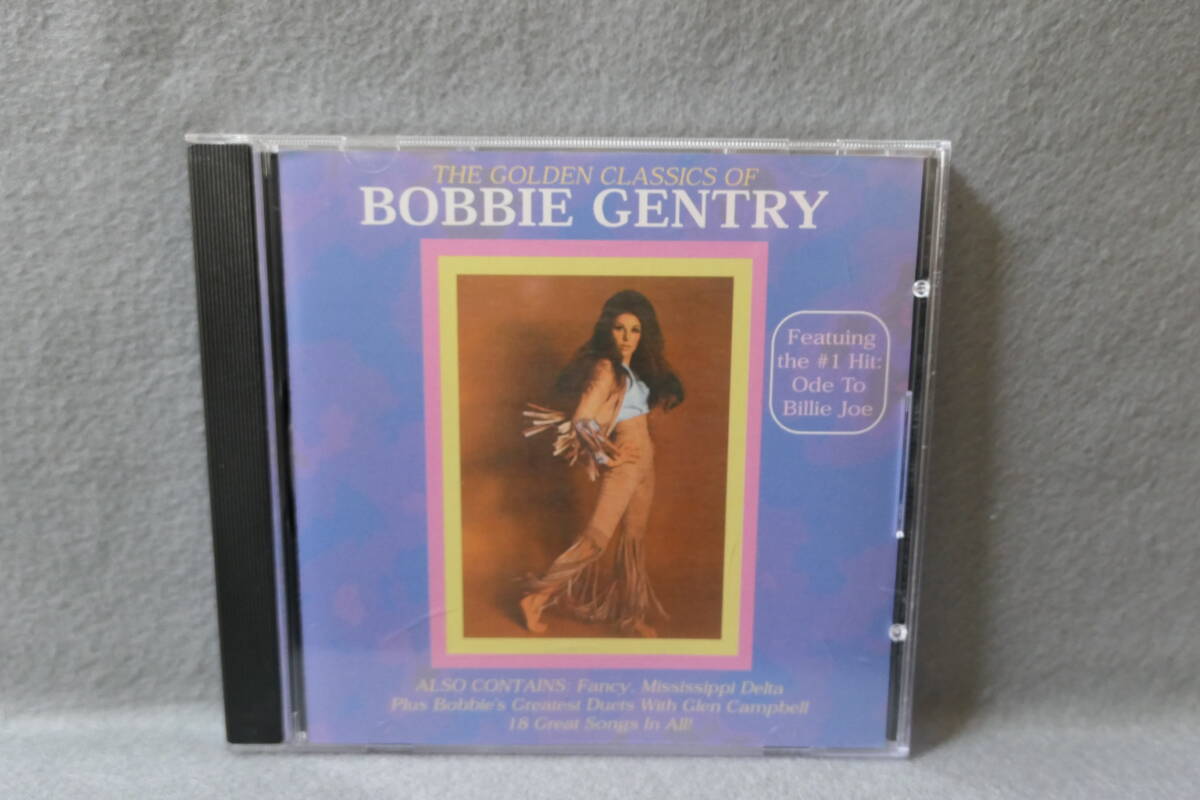 THE GOLDEN CLASSICS OF
BOBBIE GENTRY
Featuing
the #1 Hit:
Ode To
Billie Joe
ALSO CONTAINS: Fancy, Mississippi Delta
Plus Bobbie's Greatest Duets With Glen Campbell
18 Great Songs In All!